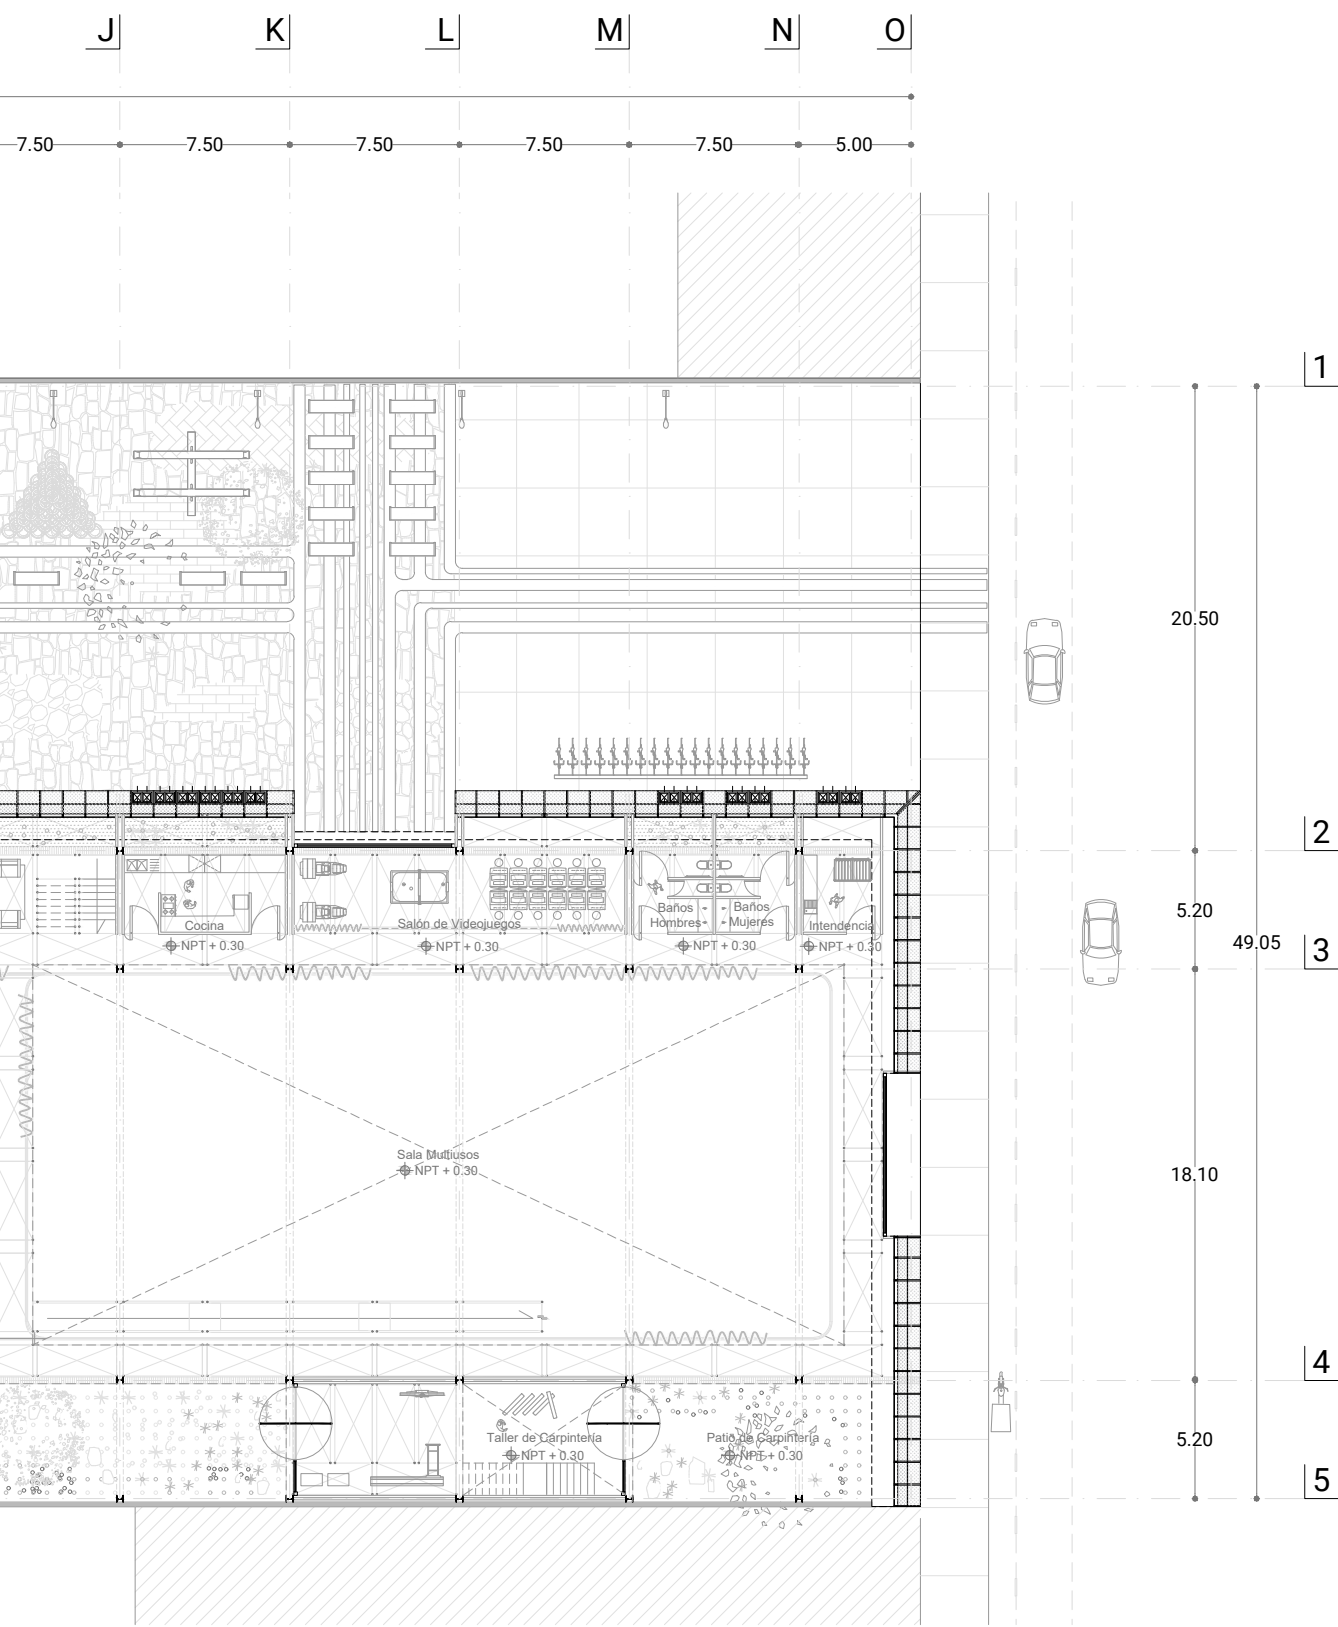 J K L M N O
7.50 7.50 7.50 7.50 7.50 5.00
1
20.50
2
5.20
49.05
3
18.10
4
5.20
5
Cocina
NPT + 0.30
Salón de Videojuegos
NPT + 0.30
Baños
Hombres
Baños
Mujeres
NPT + 0.30
Intendencia
NPT + 0.30
Sala Multiusos
NPT + 0.30
Taller de Carpintería
NPT + 0.30
Patio de Carpintería
NPT + 0.30